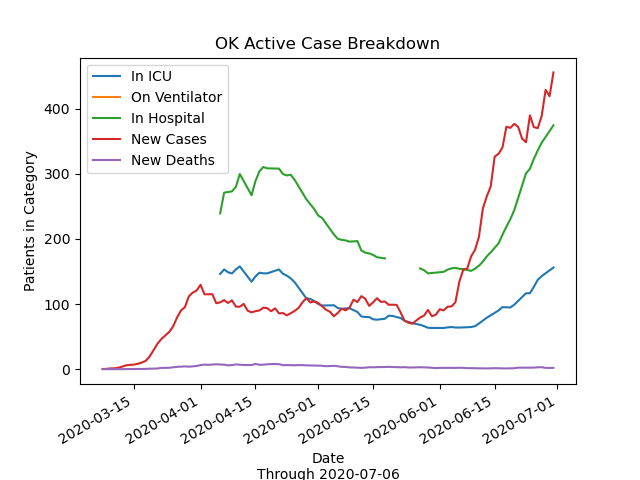 OK Active Case Breakdown
In ICU
On Ventilator
In Hospital
New Cases
New Deaths
400
300
200
100
0
Patients in Category
2020-03-15
2020-04-01
2020-04-15
2020-05-01
2020-05-15
2020-06-01
2020-06-15
2020-07-01
Date
Through 2020-07-06